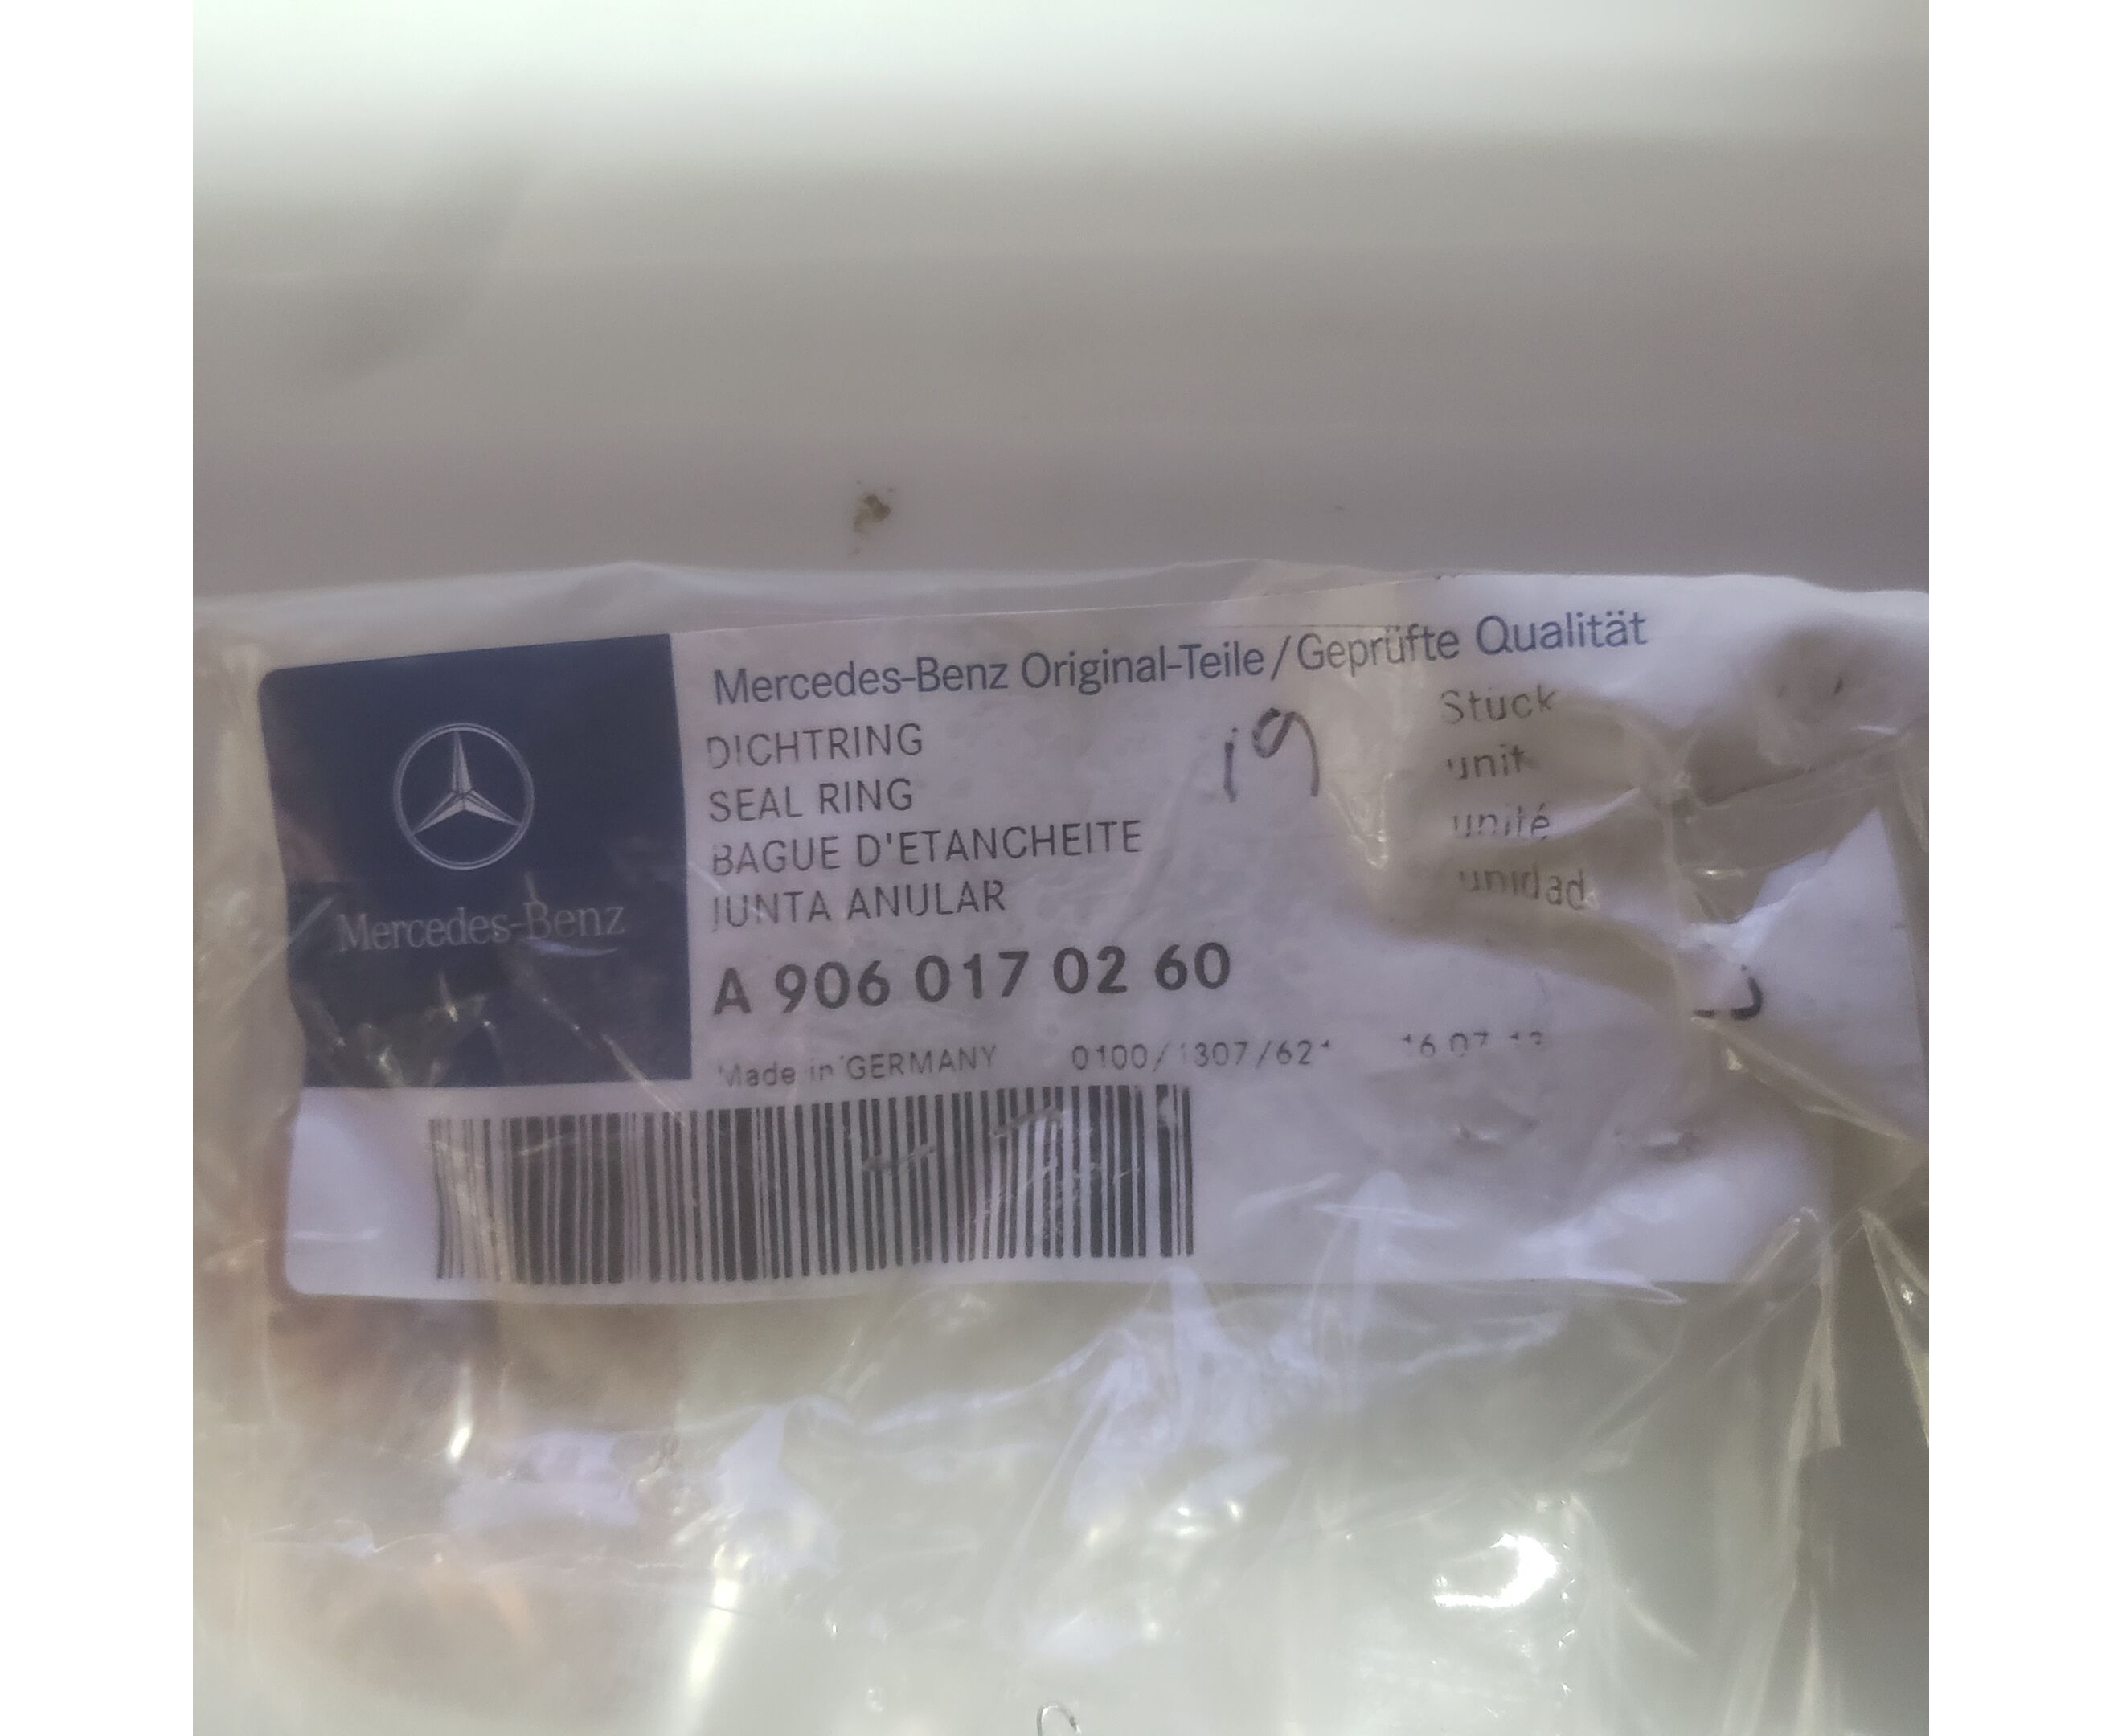 Mercedes-Benz
Mercedes-Benz Original-Teile/Geprüfte Qualität
DICHTRING
SEAL RING
BAGUE D'ETANCHEITE
JUNTA ANULAR
19
Stück
unit
unité
unidad
A 906 017 02 60
Made in GERMANY